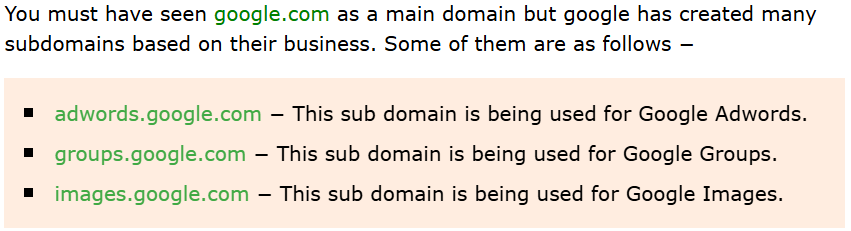 You must have seen google.com as a main domain but google has created many
subdomains based on their business. Some of them are as follows −
adwords.google.com − This sub domain is being used for Google Adwords.
groups.google.com − This sub domain is being used for Google Groups.
images.google.com − This sub domain is being used for Google Images.